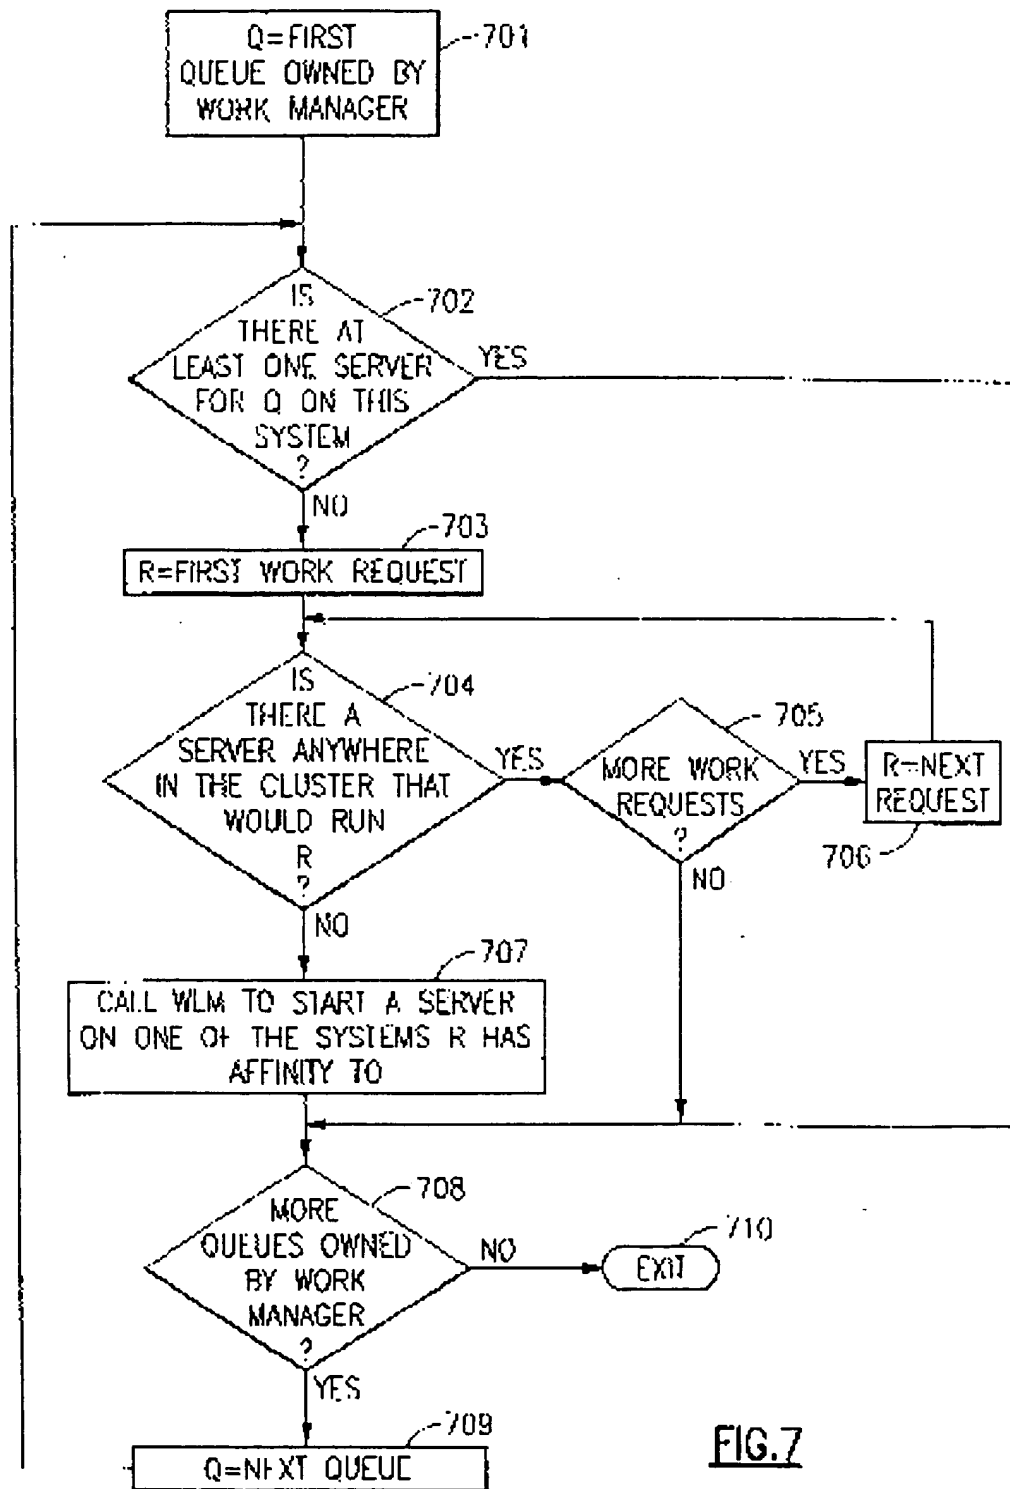 Q=FIRST
QUEUE OWNED BY
WORK MANAGER
701
IS
THERE AT
LEAST ONE SERVER
FOR Q ON THIS
SYSTEM
?
702
YES
NO
703
R=FIRST WORK REQUEST
IS
THERE A
SERVER ANYWHERE
IN THE CLUSTER THAT
WOULD RUN
R
?
704
YES
705
MORE WORK
REQUESTS
?
YES
R=NEXT
REQUEST
706
NO
NO
707
CALL WLM TO START A SERVER
ON ONE OF THE SYSTEMS R HAS
AFFINITY TO
708
MORE
QUEUES OWNED
BY WORK
MANAGER
?
NO
710
EXIT
YES
709
Q=NEXT QUEUE
FIG.7